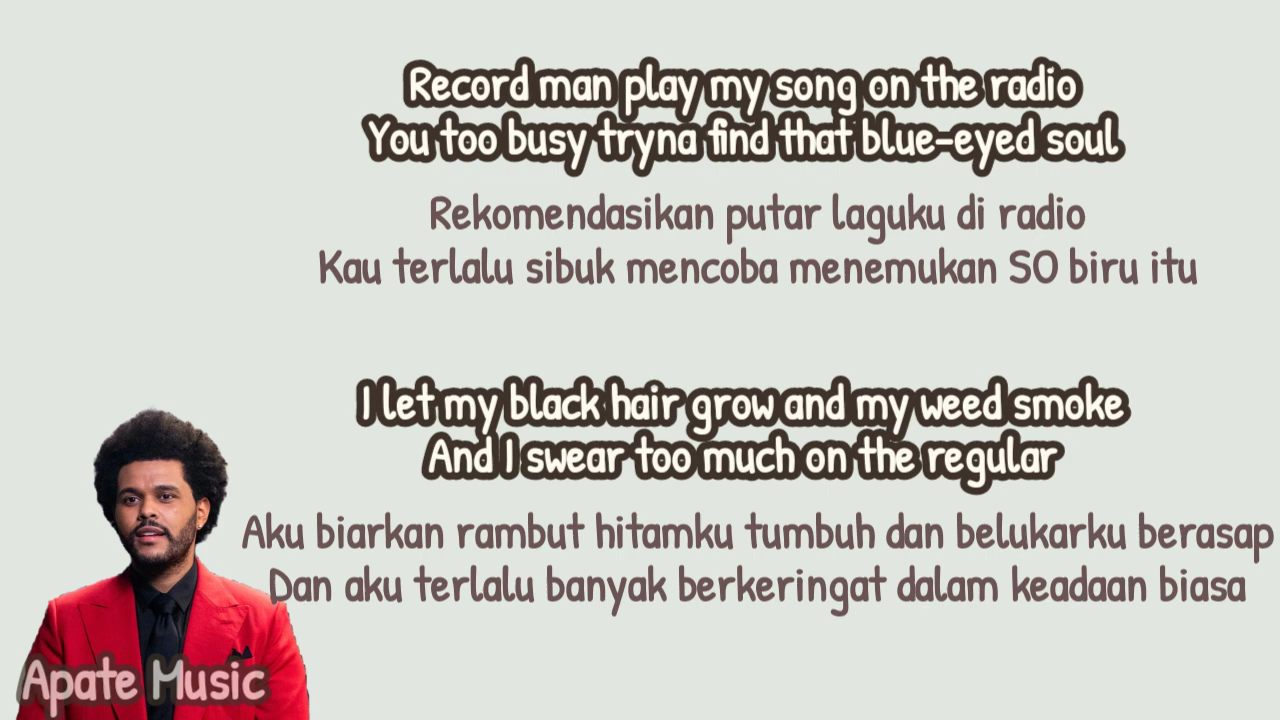 Record man play my song on the radio
You too busy tryna find that blue-eyed soul
Rekomendasikan putar laguku di radio
Kau terlalu sibuk mencoba menemukan SO biru itu
I let my black hair grow and my weed smoke
And I swear too much on the regular
Aku biarkan rambut hitamku tumbuh dan belukarku berasap
Dan aku terlalu banyak berkeringat dalam keadaan biasa
Apate Music